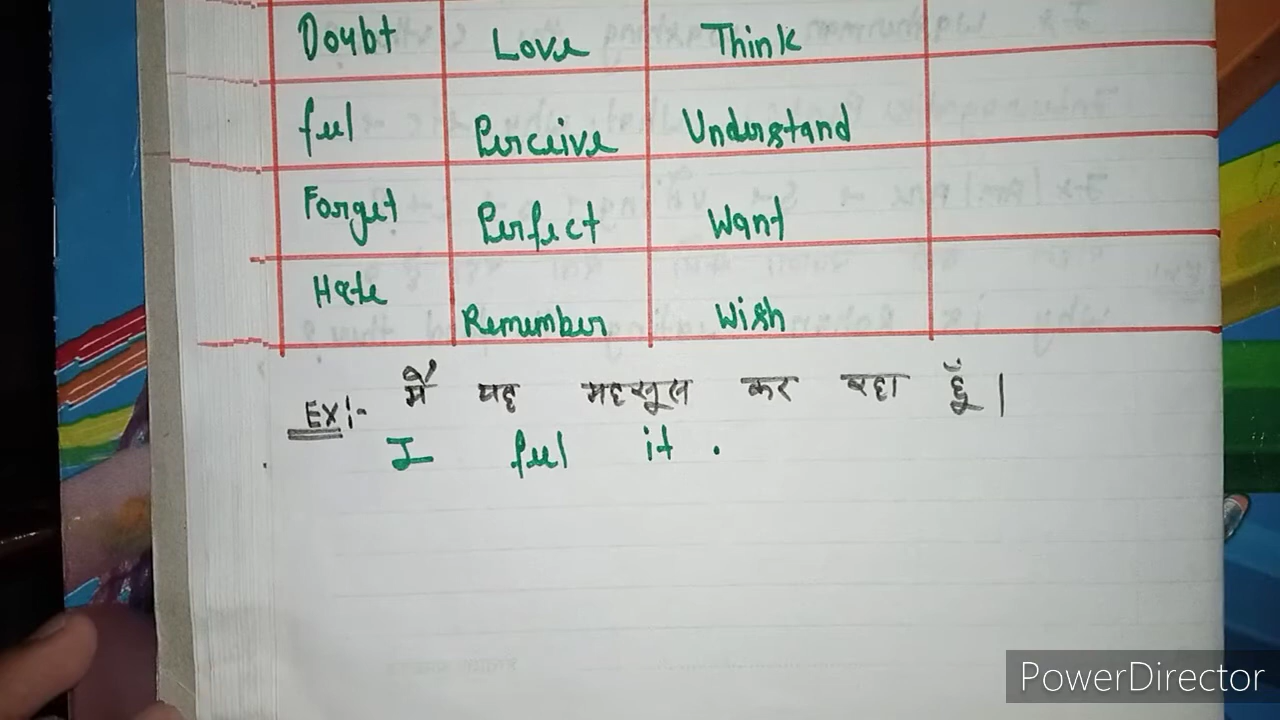 Doubt Love Think
feel Perceive Understand
Forget Perfect Want
Hate Remember Wish
Ex:- मैं यह महसूस कर रहा हूँ।
I feel it .
PowerDirector